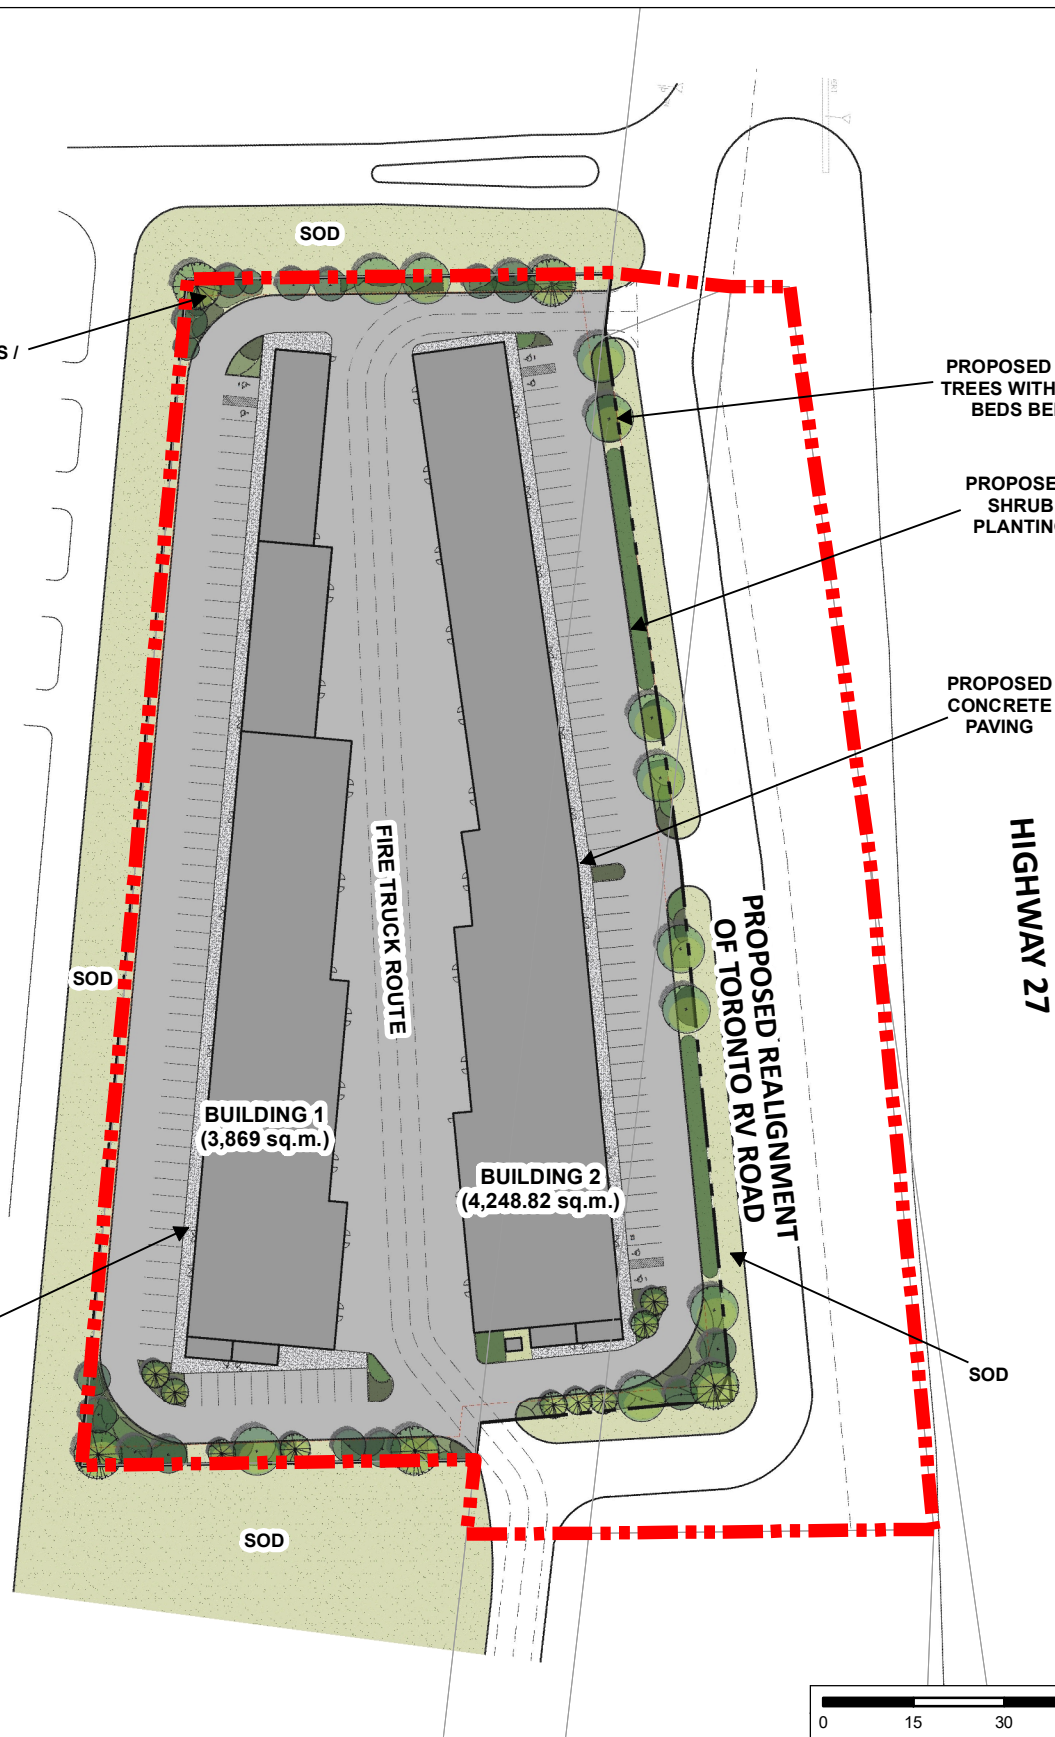 SOD
S /
PROPOSED
TREES WITH
BEDS BE
PROPOSE
SHRUB
PLANTIN
PROPOSED
CONCRETE
PAVING
HIGHWAY 27
FIRE TRUCK ROUTE
PROPOSED REALIGNMENT
OF TORONTO RV ROAD
SOD
BUILDING 1
(3,869 sq.m.)
BUILDING 2
(4,248.82 sq.m.)
SOD
SOD
0 15 30